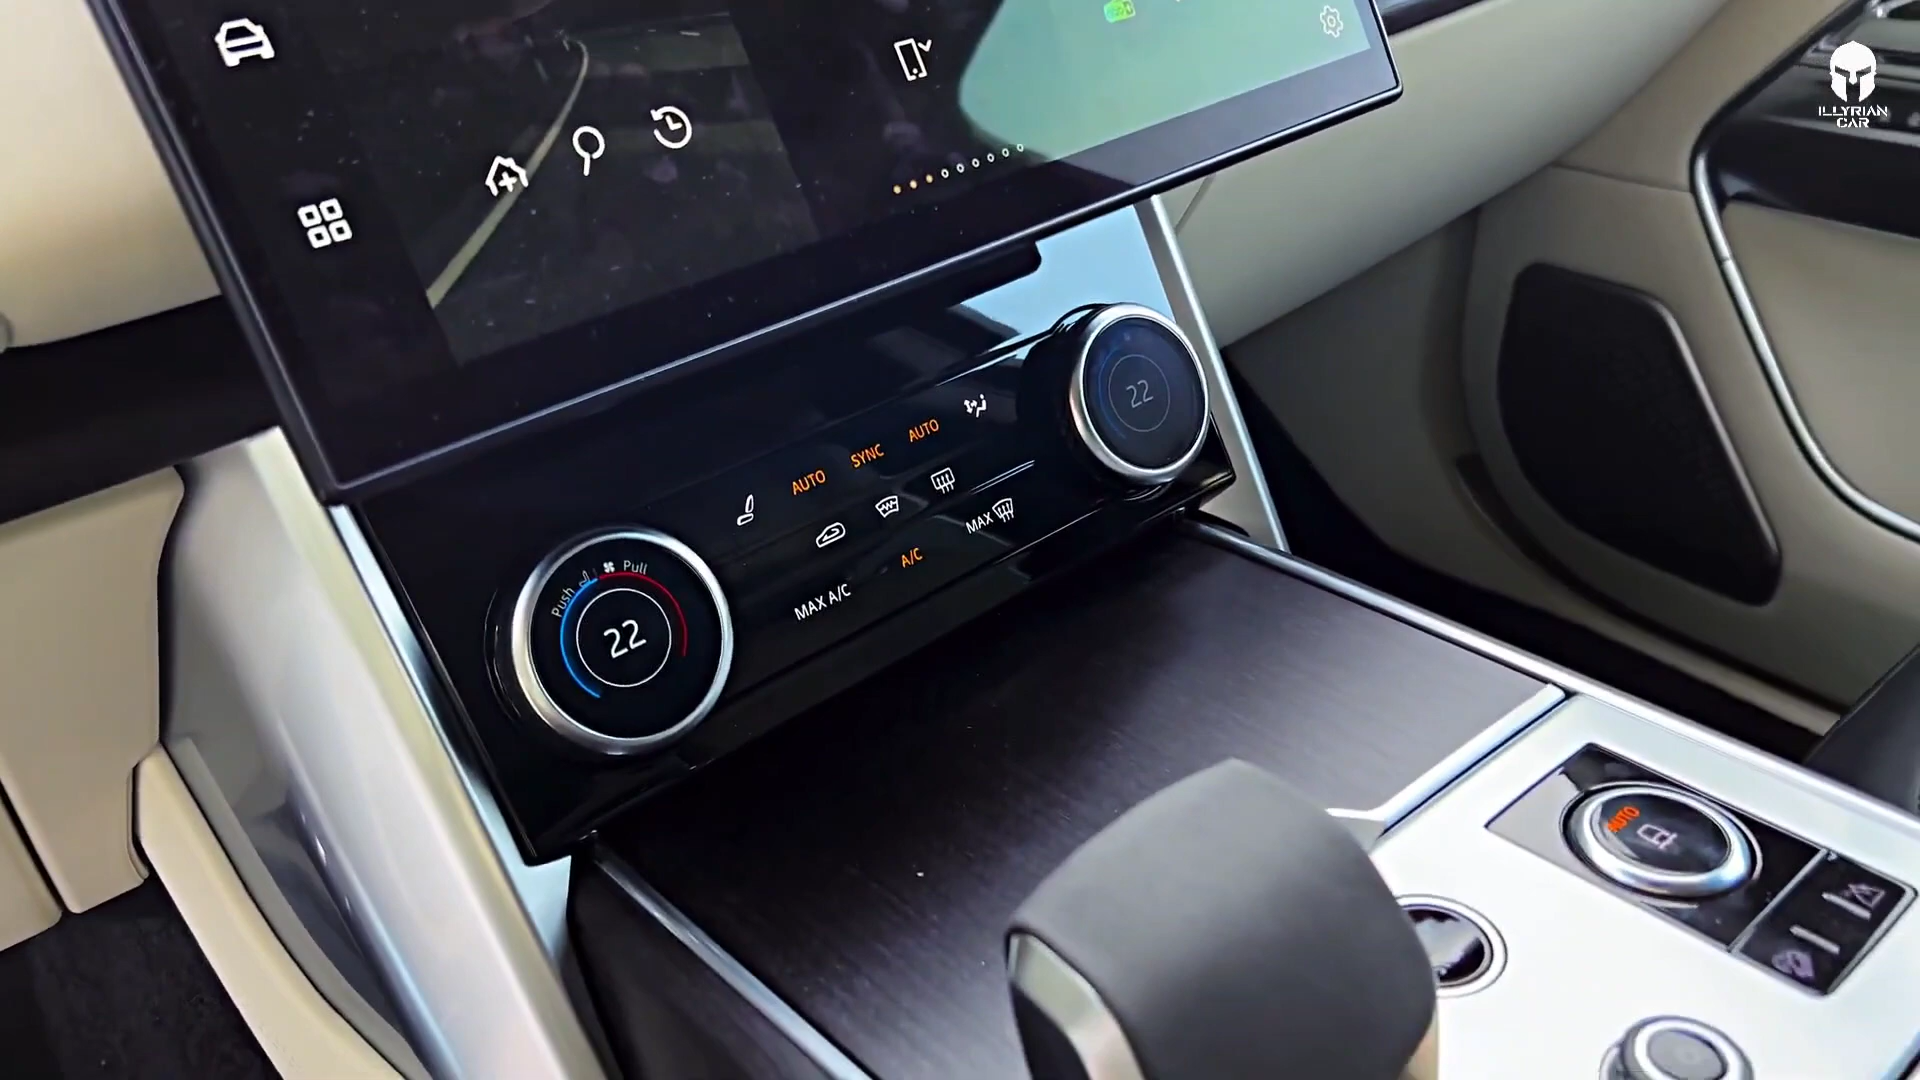 ILLYRIAN
CAR
22
AUTO
SYNC
AUTO
MAX
A/C
MAX A/C
Push
Pull
22
AUTO